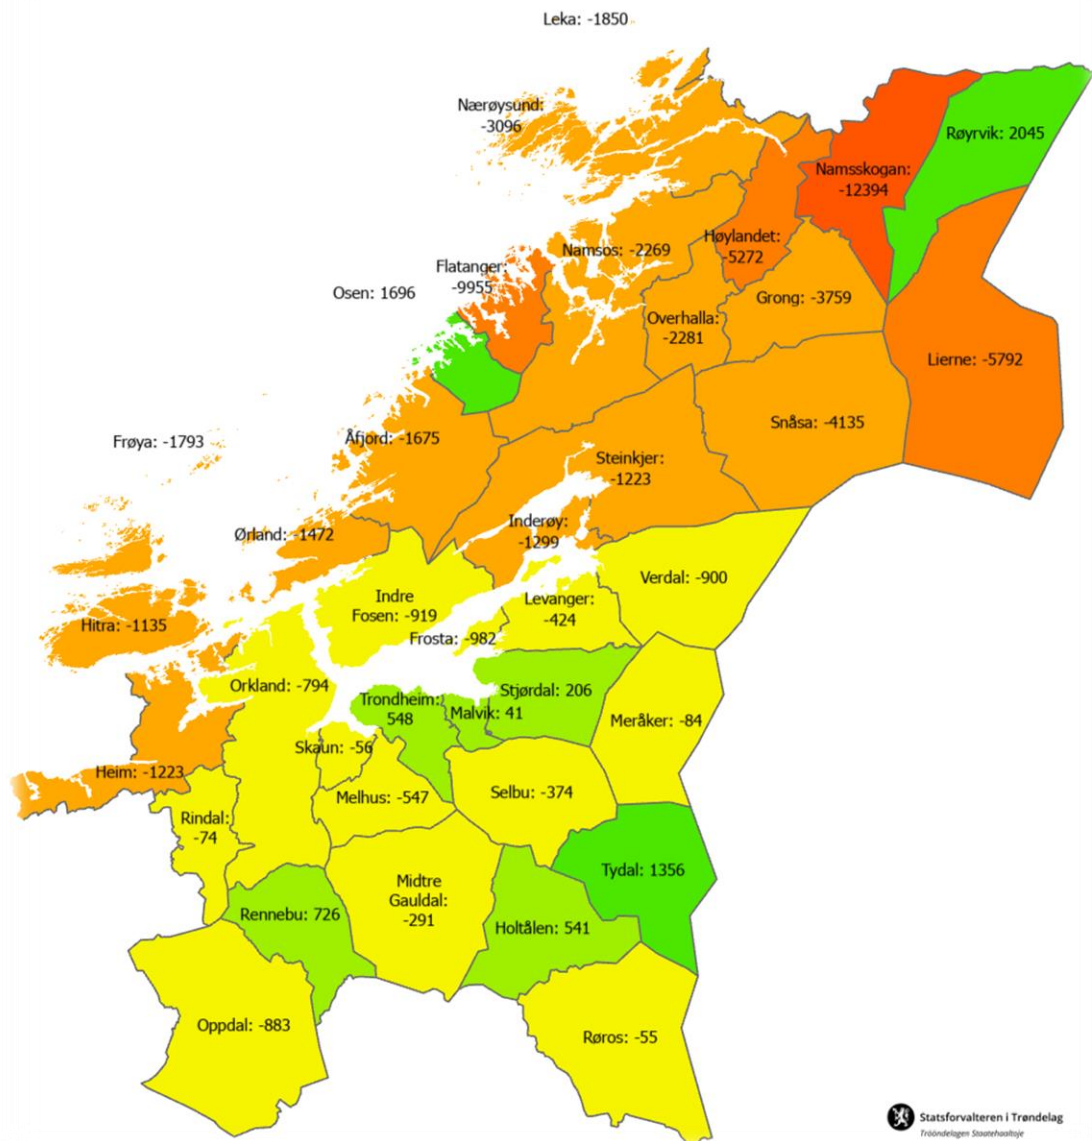 Leka: -1850
Nærøysund:
-3096
Røyrvik: 2045
Namsskogan:
-12394
Høylandet:
-5272
Namsos: -2269
Flatanger:
-9955
Osen: 1696
Grong: -3759
Overhalla:
-2281
Lierne: -5792
Snåsa: -4135
Frøya: -1793
Åfjord: -1675
Steinkjer:
-1223
Inderøy:
-1299
Ørland: -1472
Verdal: -900
Indre
Fosen: -919
Levanger:
-424
Hitra: -1135
Frosta: -982
Orkland: -794
Stjørdal: 206
Trondheim:
548
Malvik: 41
Meråker: -84
Skaun: -56
Heim: -1223
Melhus: -547
Selbu: -374
Rindal:
-74
Tydal: 1356
Midtre
Gauldal:
-291
Rennebu: 726
Holtålen: 541
Oppdal: -883
Røros: -55
Statsforvalteren i Trøndelag
Trööndelagen Staatehaaltoje